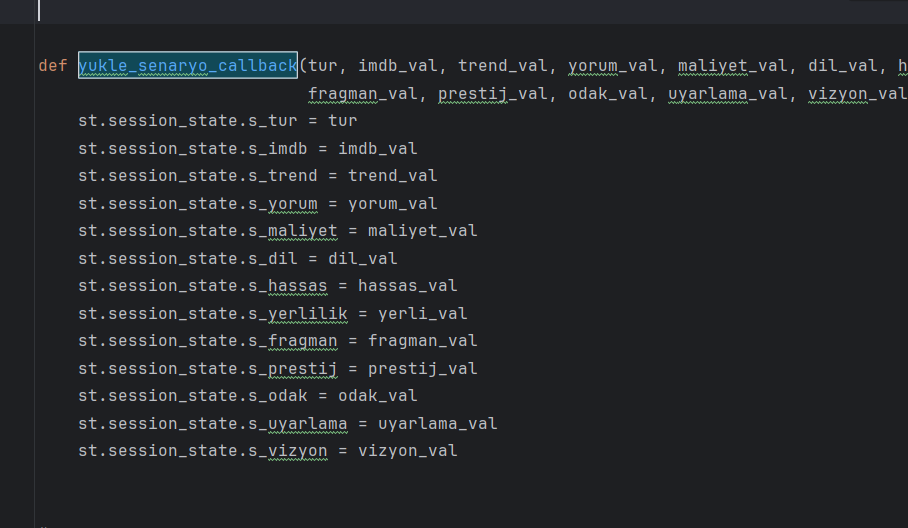 def yukle_senaryo_callback(tur, imdb_val, trend_val, yorum_val, maliyet_val, dil_val, h
fragman_val, prestij_val, odak_val, uyarlama_val, vizyon_val
st.session_state.s_tur = tur
st.session_state.s_imdb = imdb_val
st.session_state.s_trend = trend_val
st.session_state.s_yorum = yorum_val
st.session_state.s_maliyet = maliyet_val
st.session_state.s_dil = dil_val
st.session_state.s_hassas = hassas_val
st.session_state.s_yerlilik = yerli_val
st.session_state.s_fragman = fragman_val
st.session_state.s_prestij = prestij_val
st.session_state.s_odak = odak_val
st.session_state.s_uyarlama = uyarlama_val
st.session_state.s_vizyon = vizyon_val